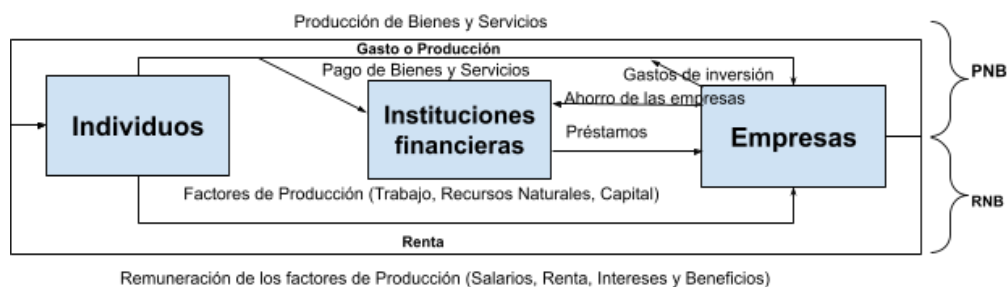 Producción de Bienes y Servicios
Gasto o Producción
Pago de Bienes y Servicios
Gastos de inversión
PNB
Individuos
Instituciones
financieras
Ahorro de las empresas
Préstamos
Empresas
Factores de Producción (Trabajo, Recursos Naturales, Capital)
RNB
Renta
Remuneración de los factores de Producción (Salarios, Renta, Intereses y Beneficios)